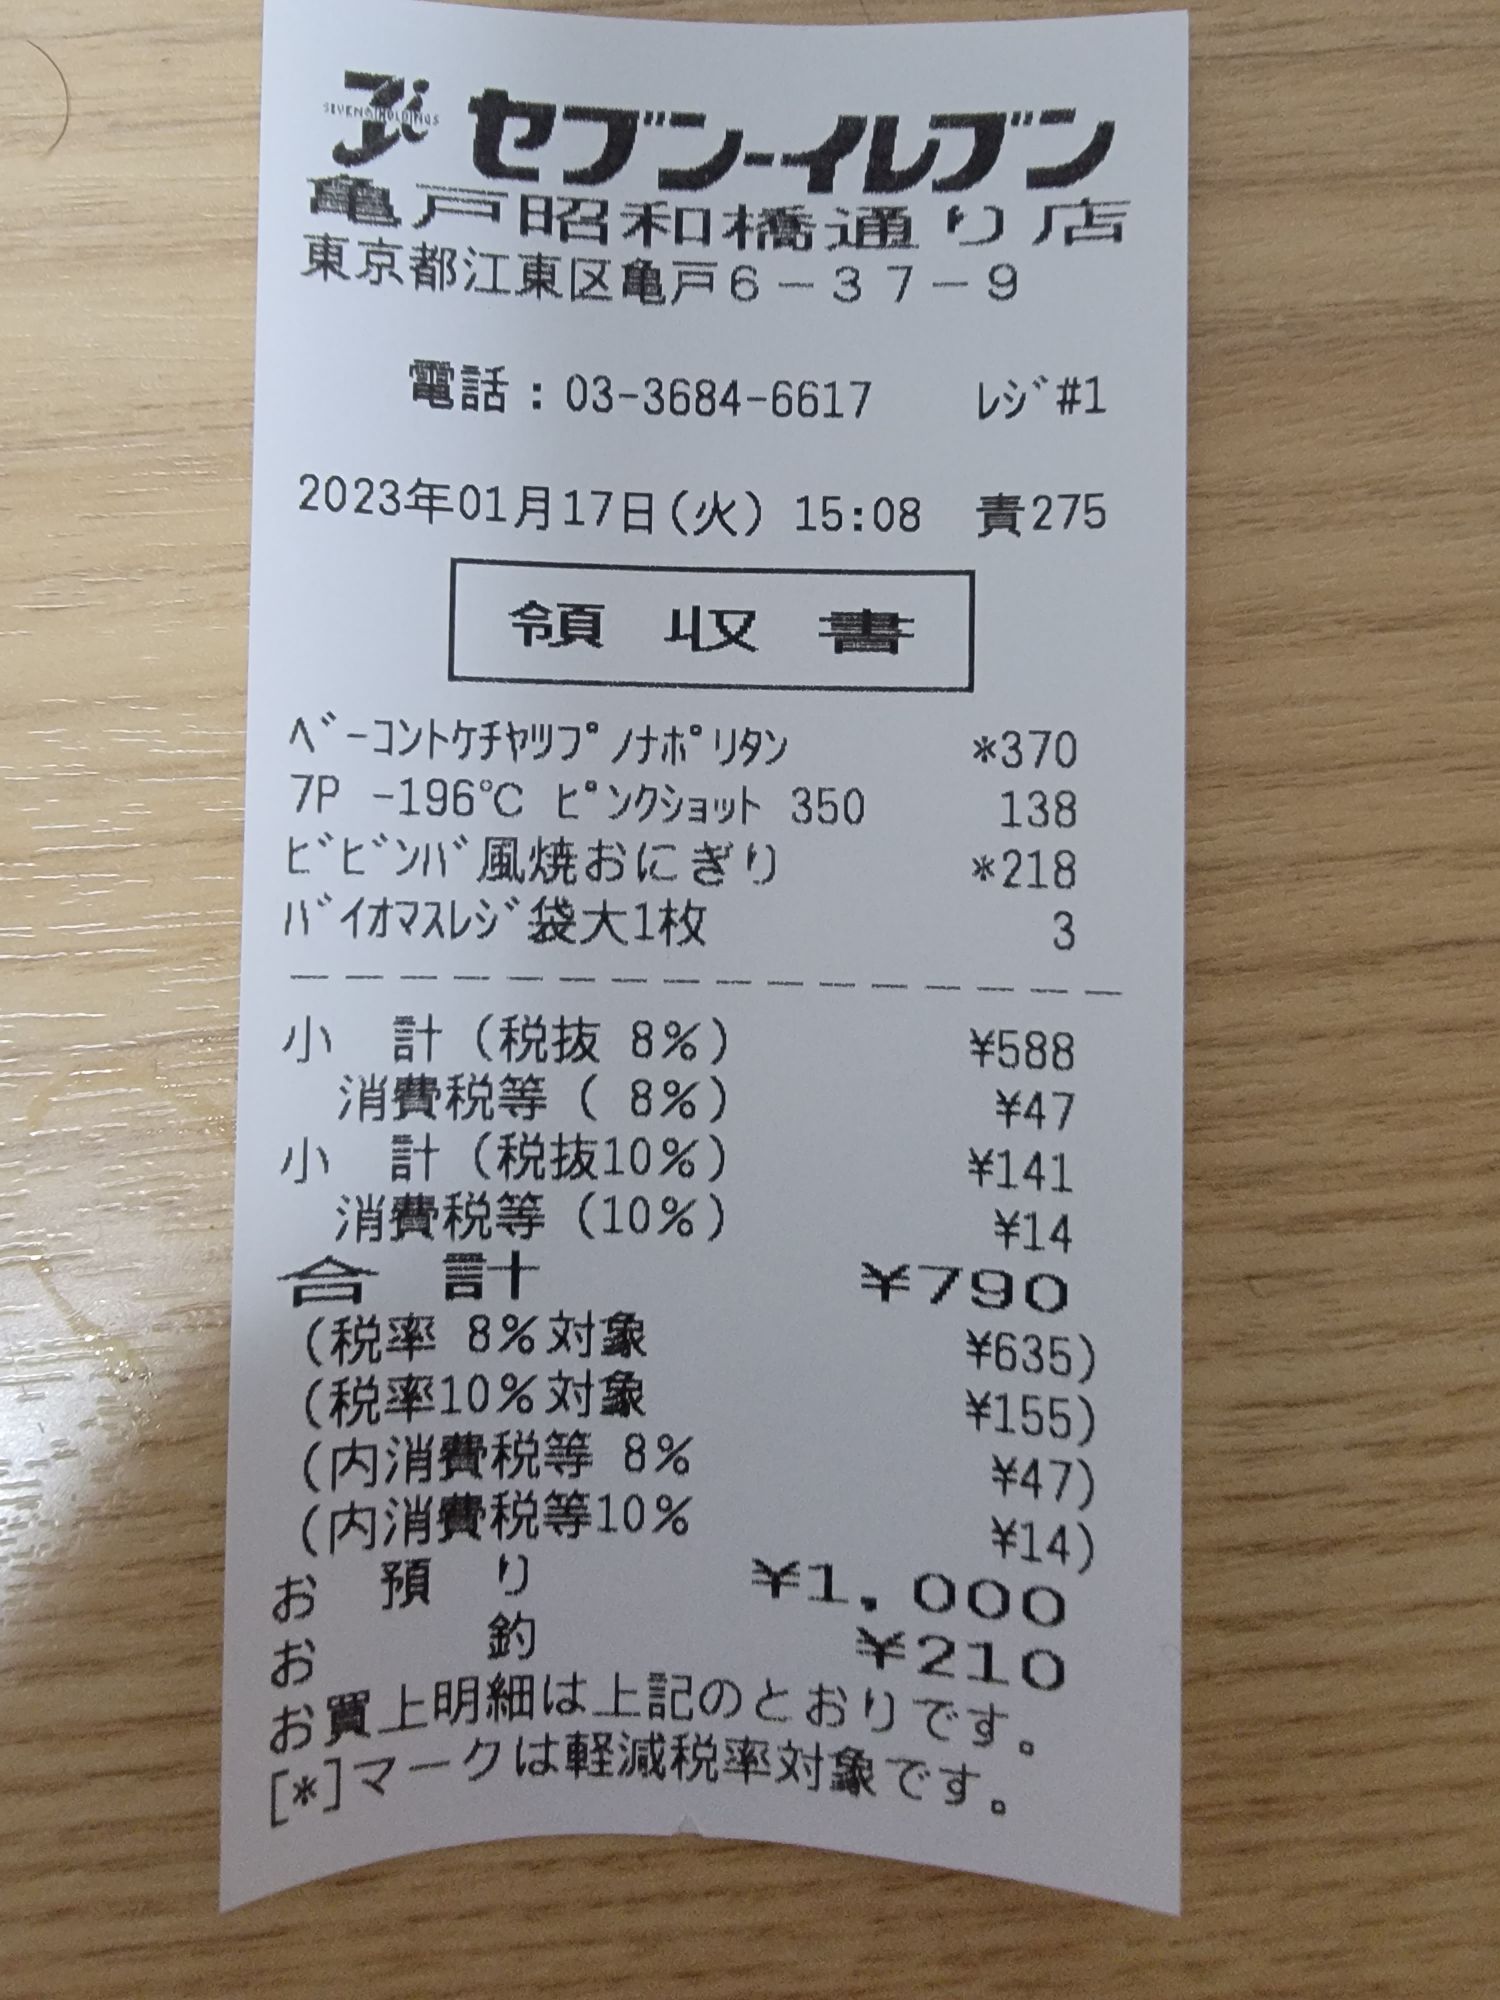 セブン-イレブン
亀戸昭和橋通り店
東京都江東区亀戸6-37-9
電話:03-3684-6617 レジ#1
2023年01月17日(火) 15:08 責275
領収書
ベーコントケチャツプノナポリタン *370
7P -196℃ ピンクショット 350 138
ビビンバ風焼おにぎり *218
バイオマスレジ袋大1枚 3
小 計(税抜 8%) ¥588
消費税等( 8%) ¥47
小 計(税抜10%) ¥141
消費税等(10%) ¥14
合 計 ¥790
(税率 8%対象 ¥635)
(税率10%対象 ¥155)
(内消費税等 8% ¥47)
(内消費税等10% ¥14)
お預り ¥1,000
お釣 ¥210
お買上明細は上記のとおりです。
[*]マークは軽減税率対象です。